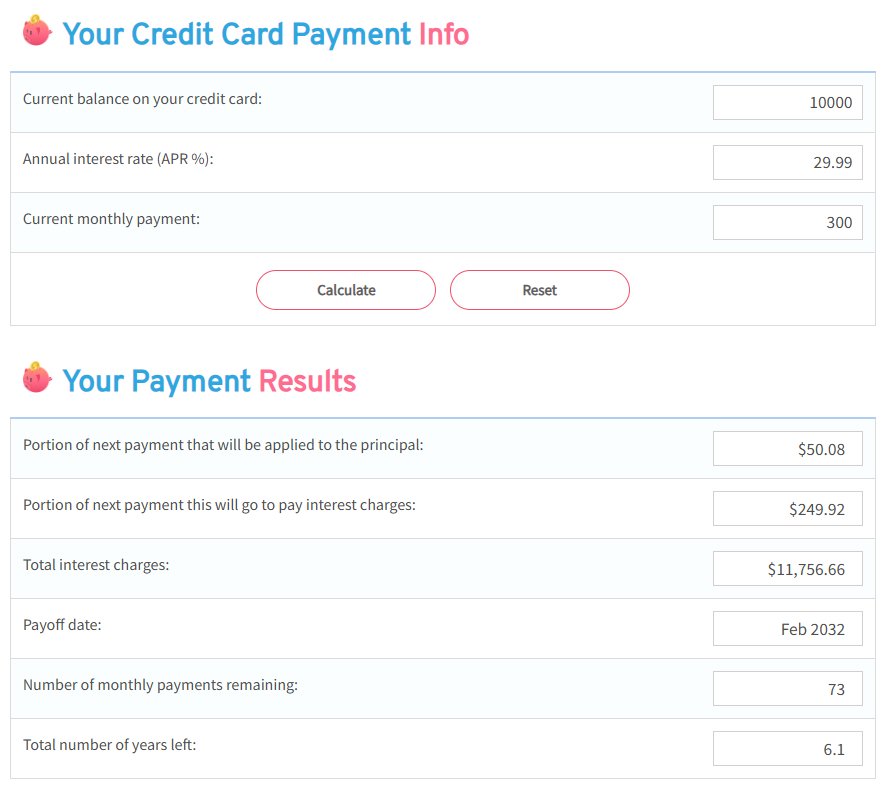 Your Credit Card Payment Info
Current balance on your credit card: 10000
Annual interest rate (APR %): 29.99
Current monthly payment: 300
Calculate Reset
Your Payment Results
Portion of next payment that will be applied to the principal: $50.08
Portion of next payment this will go to pay interest charges: $249.92
Total interest charges: $11,756.66
Payoff date: Feb 2032
Number of monthly payments remaining: 73
Total number of years left: 6.1